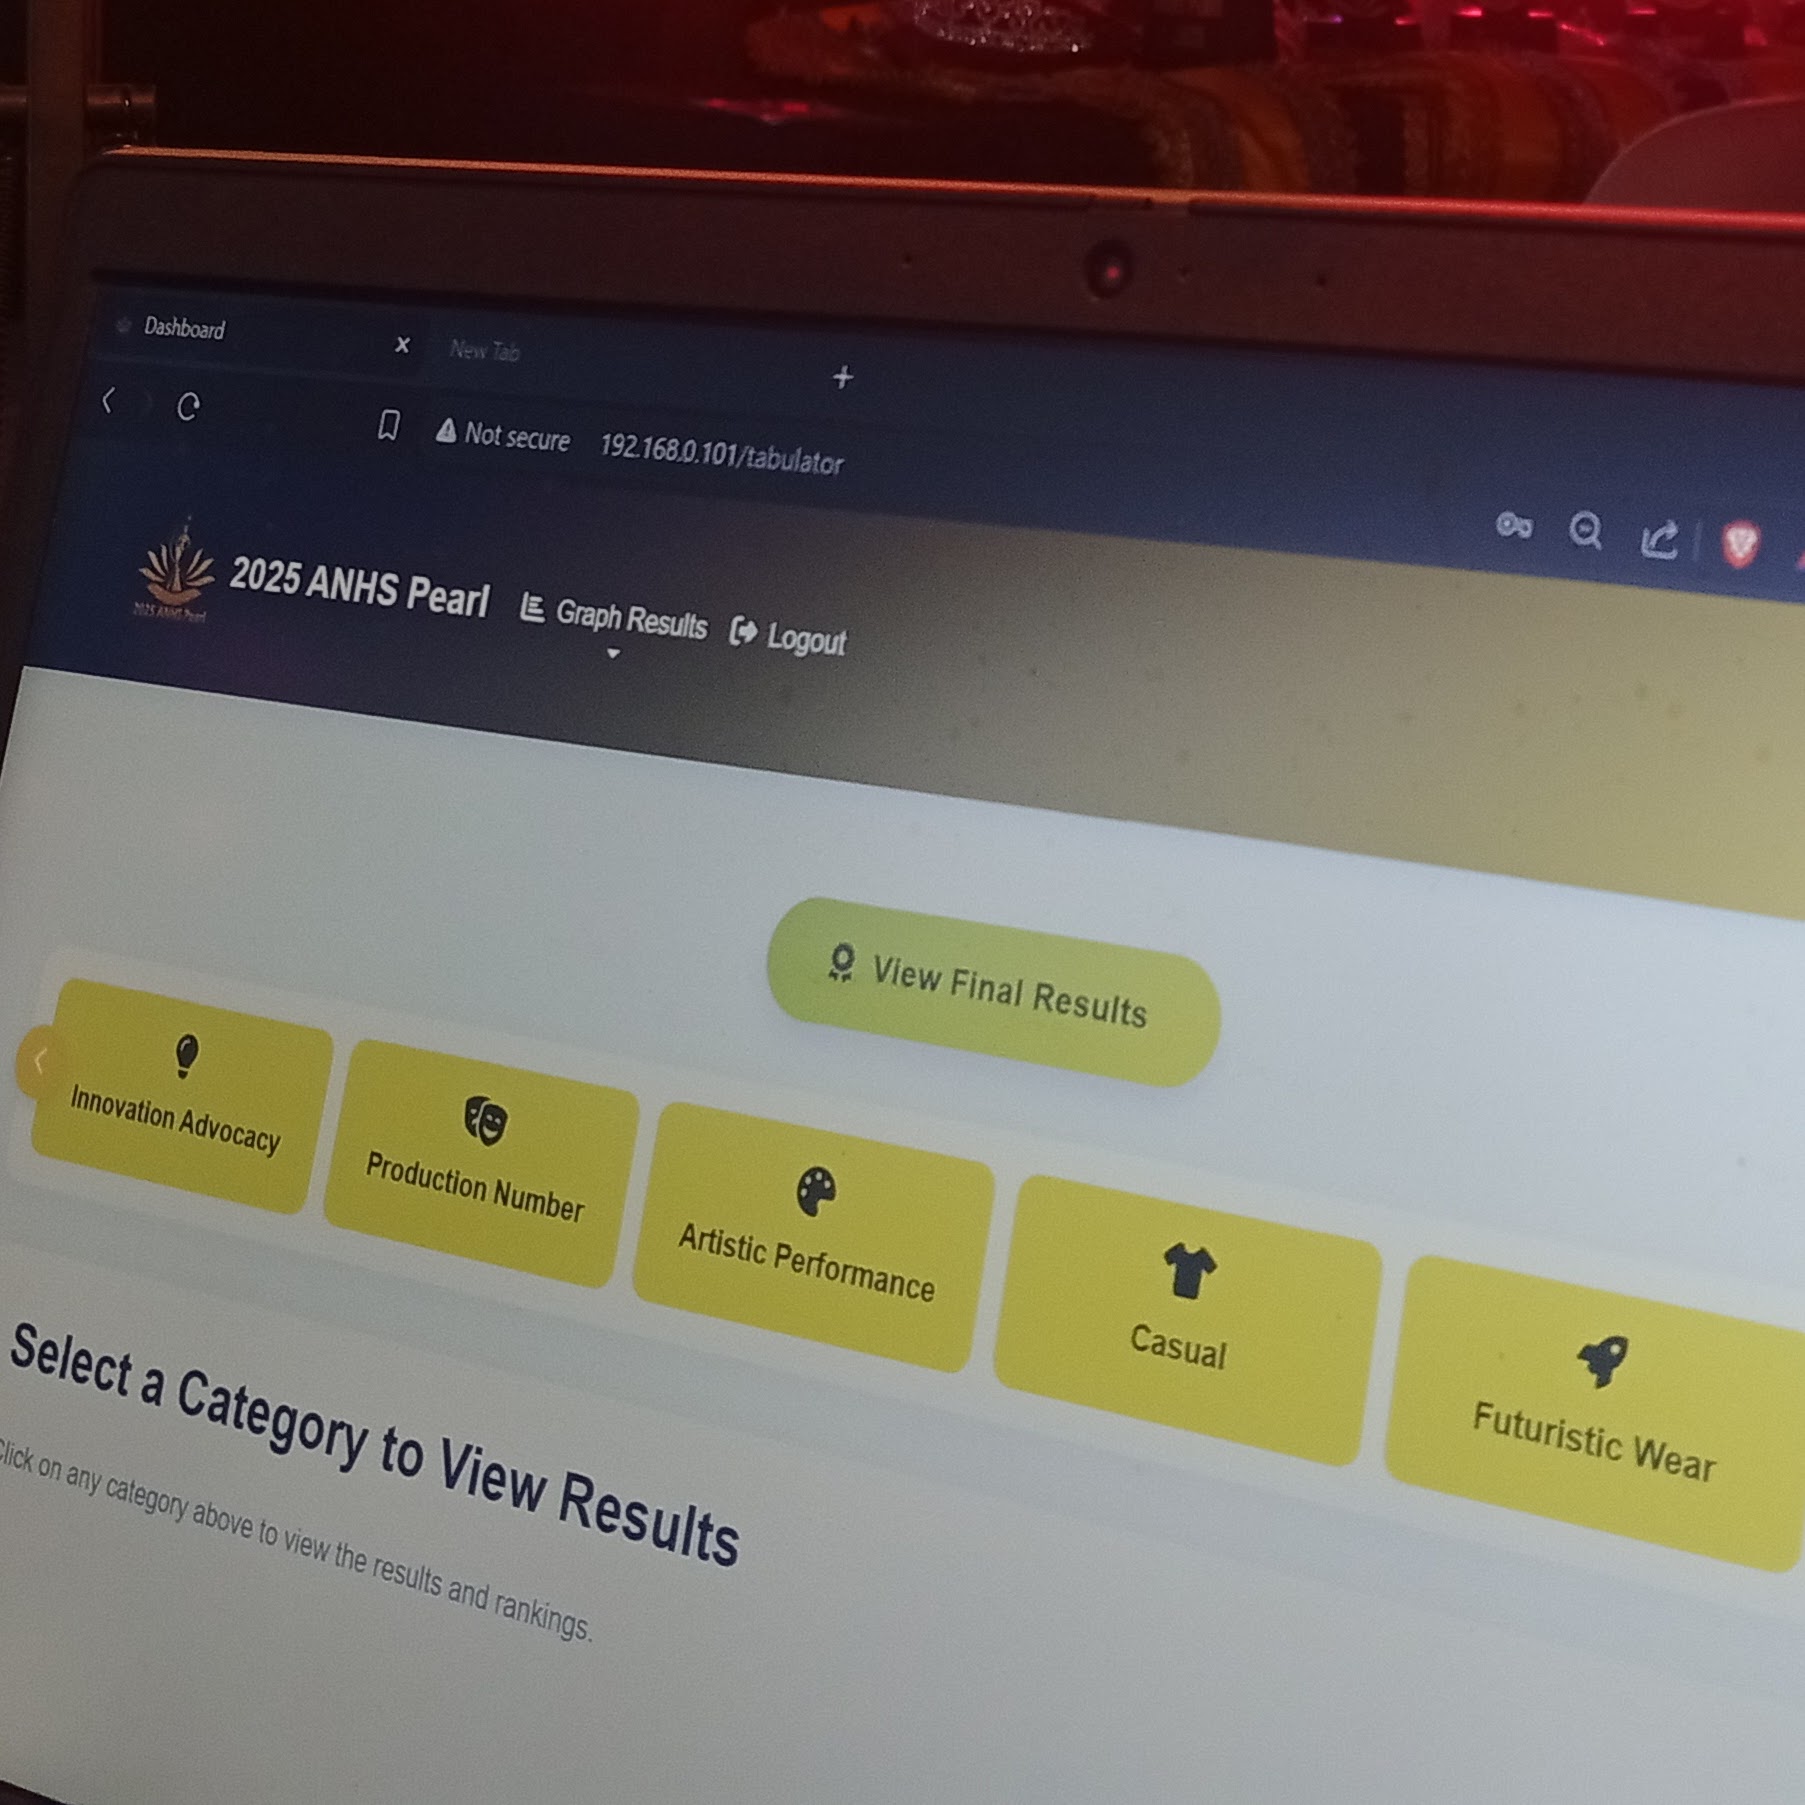 Dashboard
New Tab
Not secure 192.168.0.101/tabulator
2025 ANHS Pearl
2025 ANHS Pearl
Graph Results
Logout
View Final Results
Innovation Advocacy
Production Number
Artistic Performance
Casual
Futuristic Wear
Select a Category to View Results
Click on any category above to view the results and rankings.